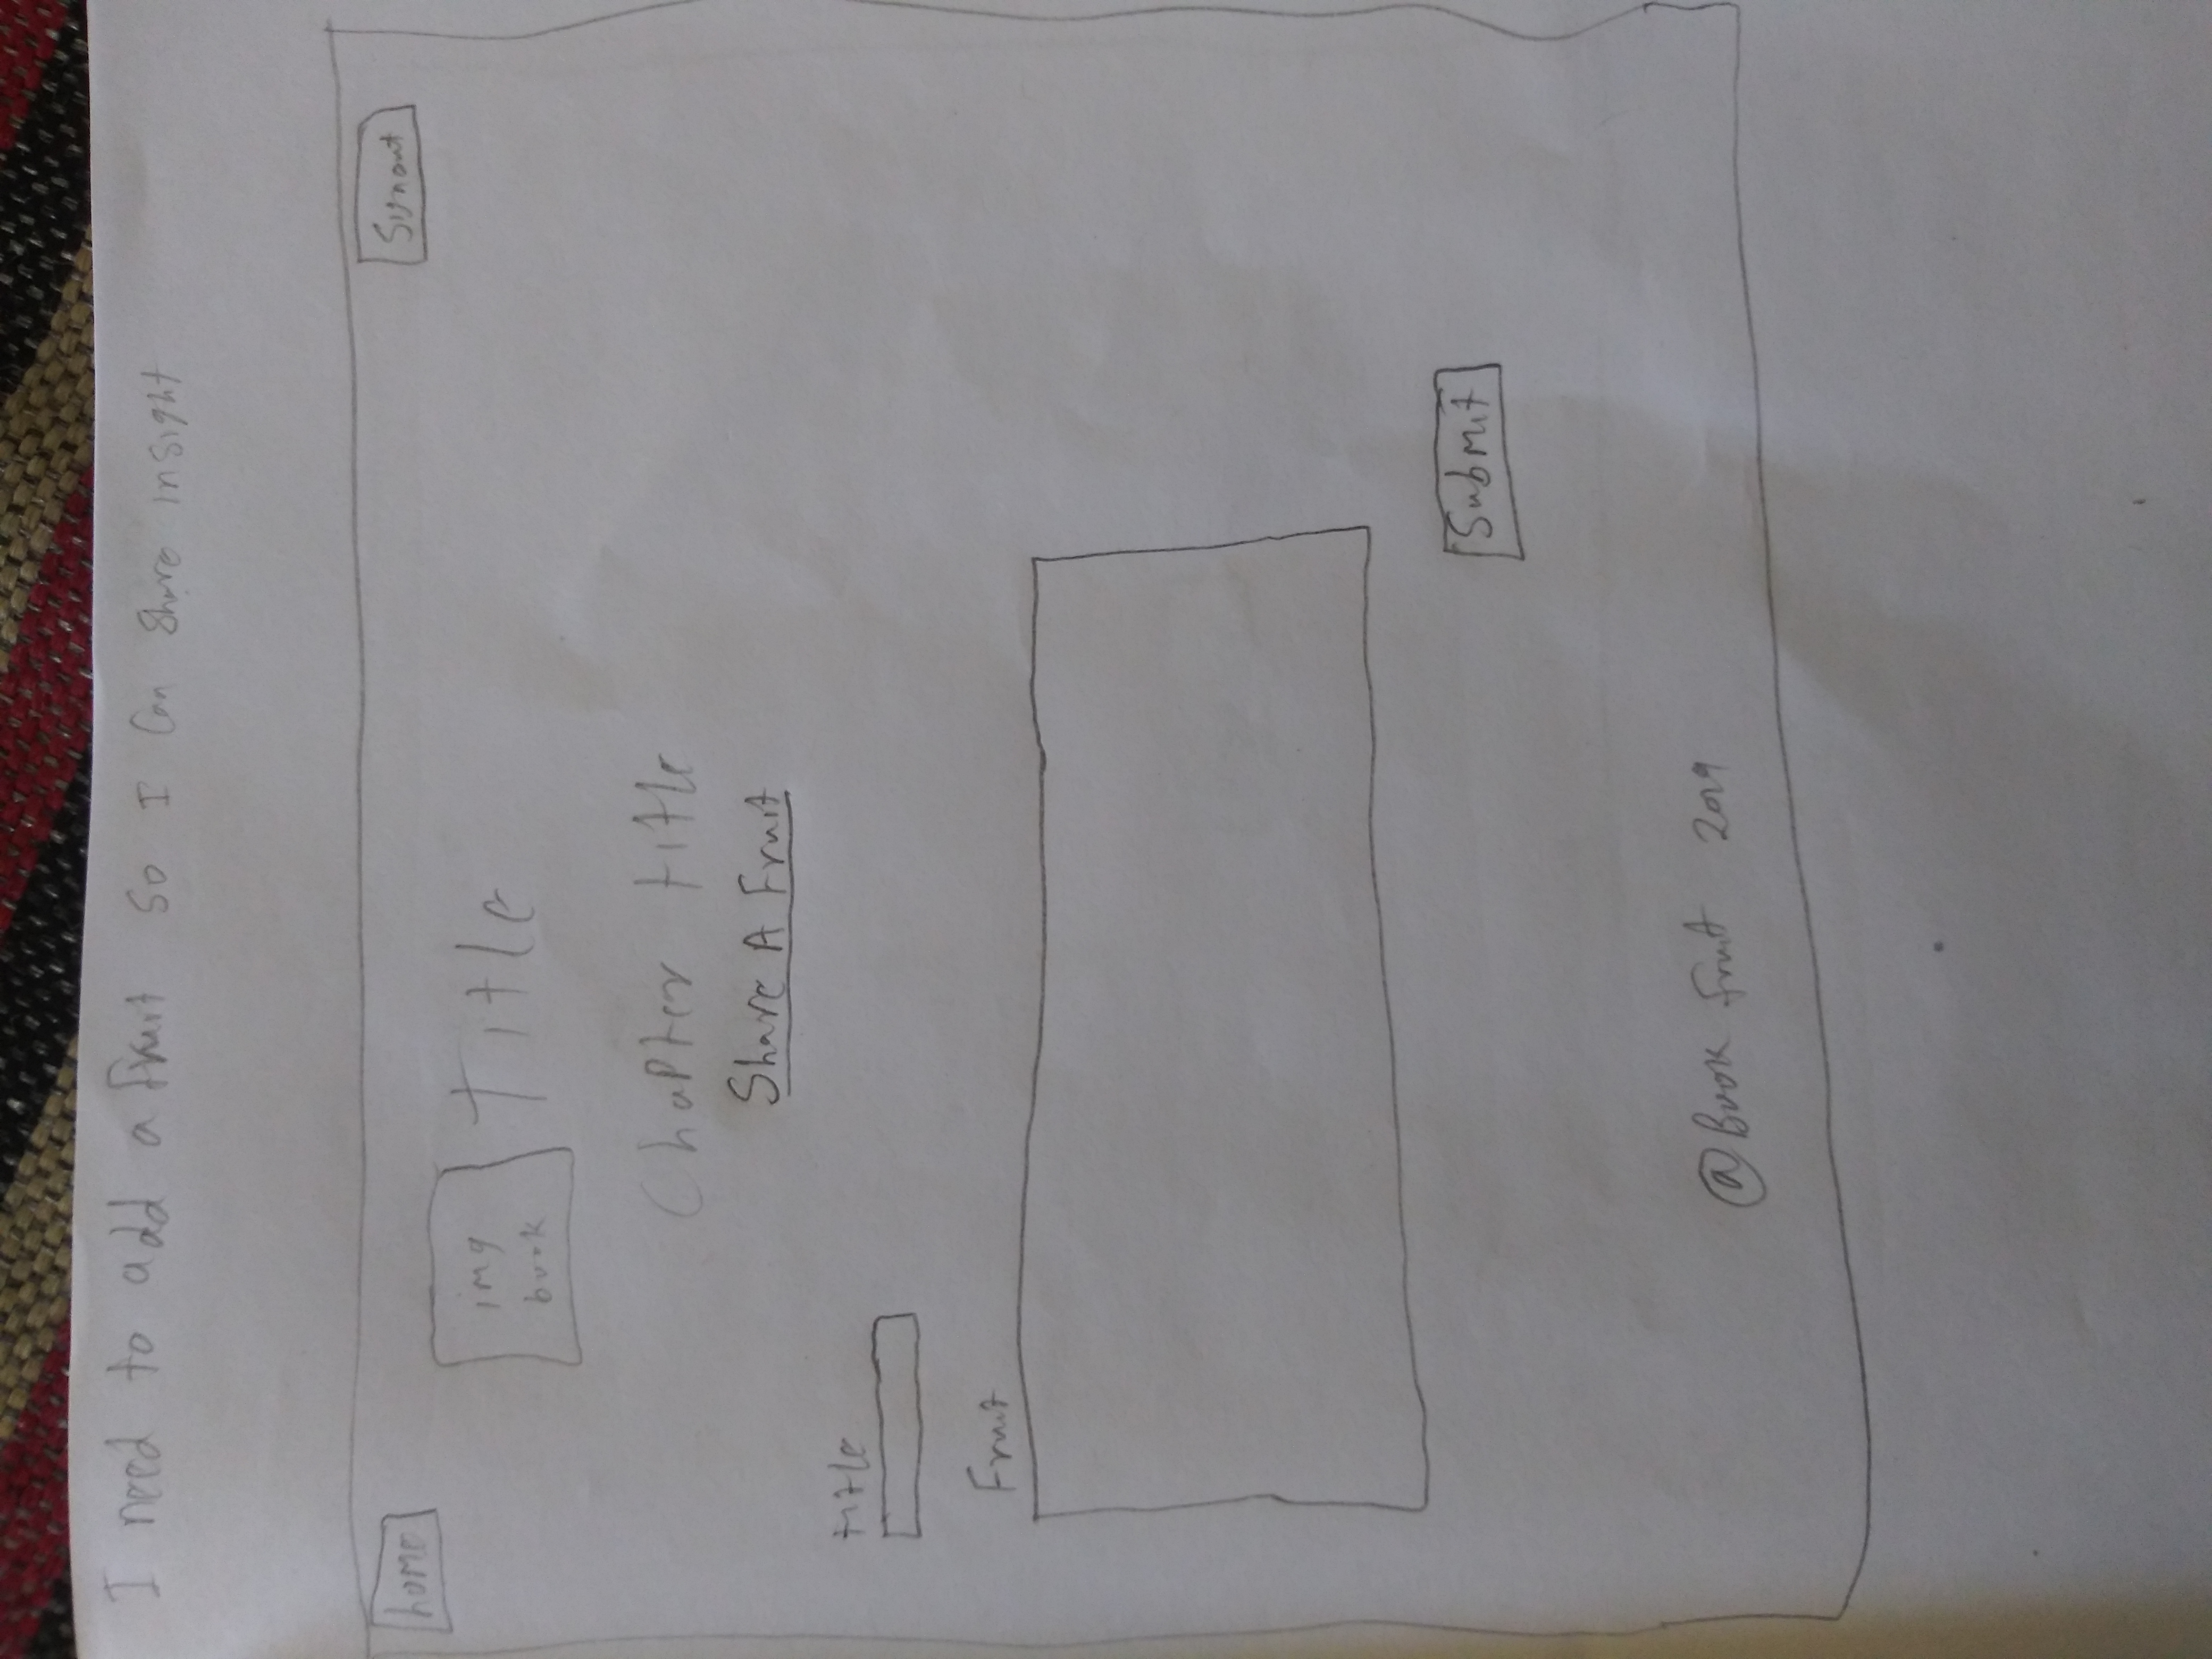 I need to add a fruit so I can share insight
home
Signout
img
book
Title
Chapter title
Share A Fruit
title
Fruit
Submit
@Book fruit 2019